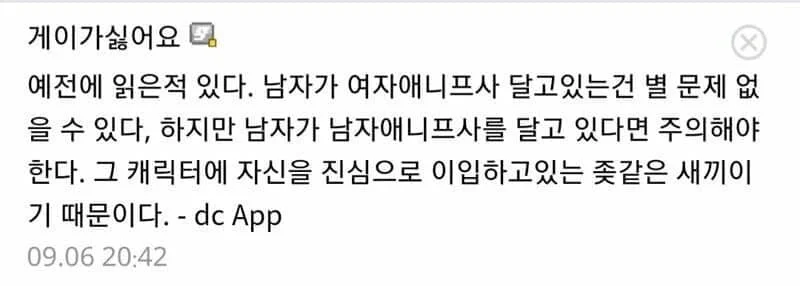 게이가싫어요
예전에 읽은적 있다. 남자가 여자애니프사 달고있는건 별 문제 없
을 수 있다, 하지만 남자가 남자애니프사를 달고 있다면 주의해야
한다. 그 캐릭터에 자신을 진심으로 이입하고있는 좆같은 새끼이
기 때문이다. - dc App
09.06 20:42